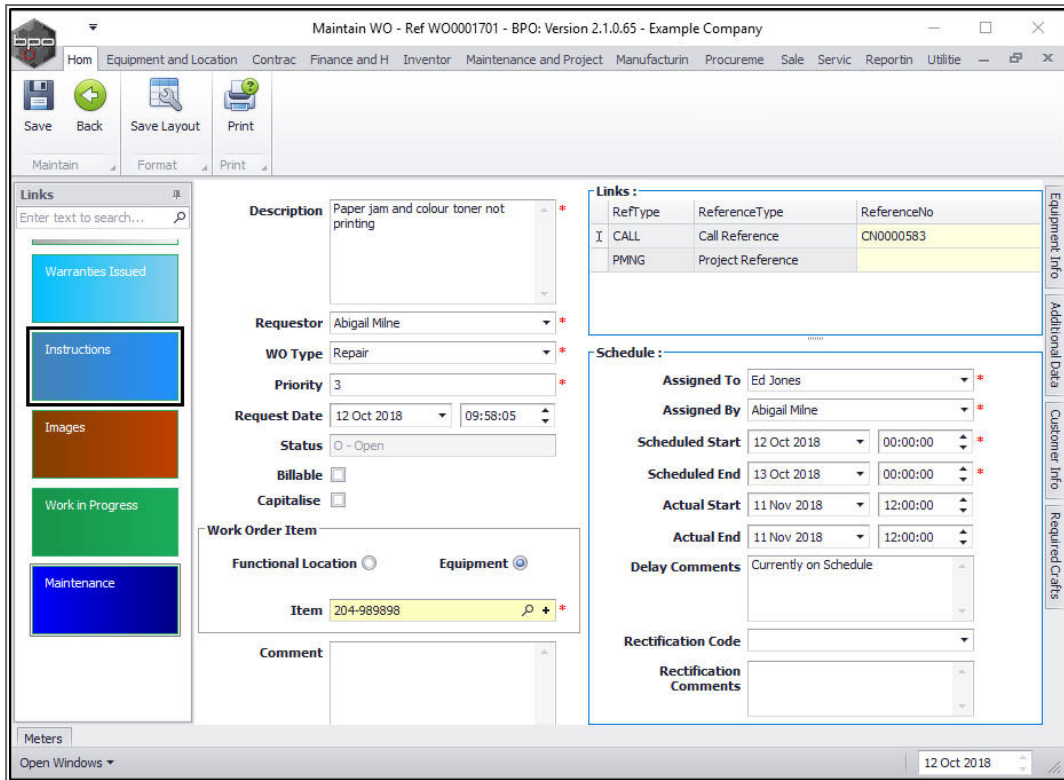 Maintain WO - Ref WO0001701 - BPO: Version 2.1.0.65 - Example Company
bpo
Hom Equipment and Location Contrac Finance and H Inventor Maintenance and Project Manufacturin Procureme Sale Servic Reportin Utilitie
Save Back Save Layout Print
Maintain Format Print
Links
Enter text to search...
Warranties Issued
Instructions
Images
Work in Progress
Maintenance
Description Paper jam and colour toner not
printing
*
Requestor Abigail Milne *
WO Type Repair *
Priority 3 *
Request Date 12 Oct 2018 09:58:05
Status O - Open
Billable
Capitalise
Work Order Item
Functional Location Equipment
Item 204-989898 *
Comment
Links :
RefType ReferenceType ReferenceNo
CALL Call Reference CN0000583
PMNG Project Reference
Schedule :
Assigned To Ed Jones *
Assigned By Abigail Milne *
Scheduled Start 12 Oct 2018 00:00:00 *
Scheduled End 13 Oct 2018 00:00:00 *
Actual Start 11 Nov 2018 12:00:00
Actual End 11 Nov 2018 12:00:00
Delay Comments Currently on Schedule
Rectification Code
Rectification
Comments
Equipment Info
Additional Data
Customer Info
Required Crafts
Meters
Open Windows 12 Oct 2018